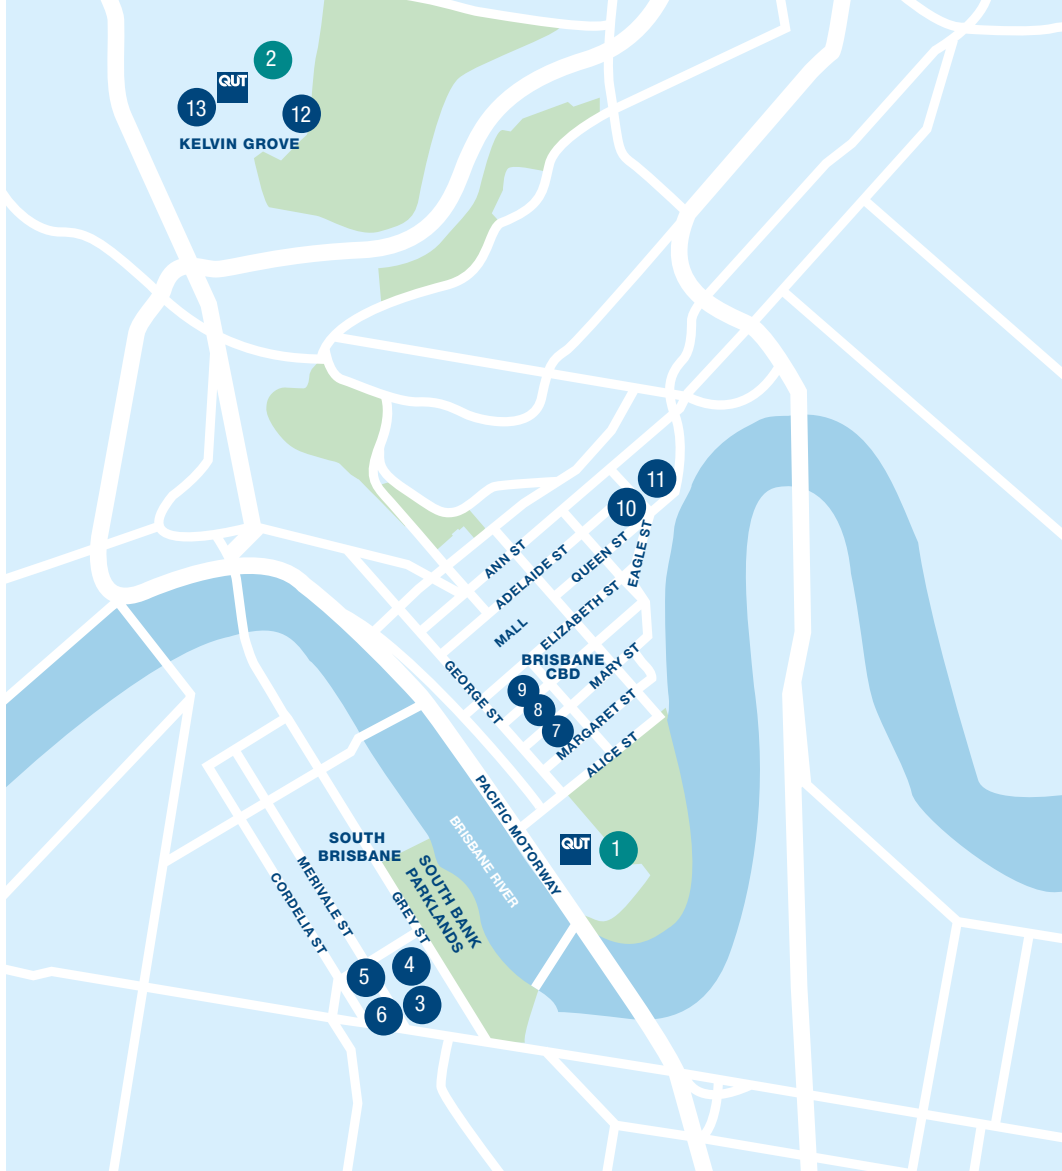 2
QUT
13
12
KELVIN GROVE
11
10
ANN ST
ADELAIDE ST
QUEEN ST
EAGLE ST
MALL
ELIZABETH ST
BRISBANE
CBD
MARY ST
GEORGE ST
9
8
7
MARGARET ST
ALICE ST
PACIFIC MOTORWAY
BRISBANE RIVER
QUT
1
SOUTH
BRISBANE
SOUTH BANK
PARKLANDS
MERIVALE ST
CORDELIA ST
GREY ST
5
4
6
3